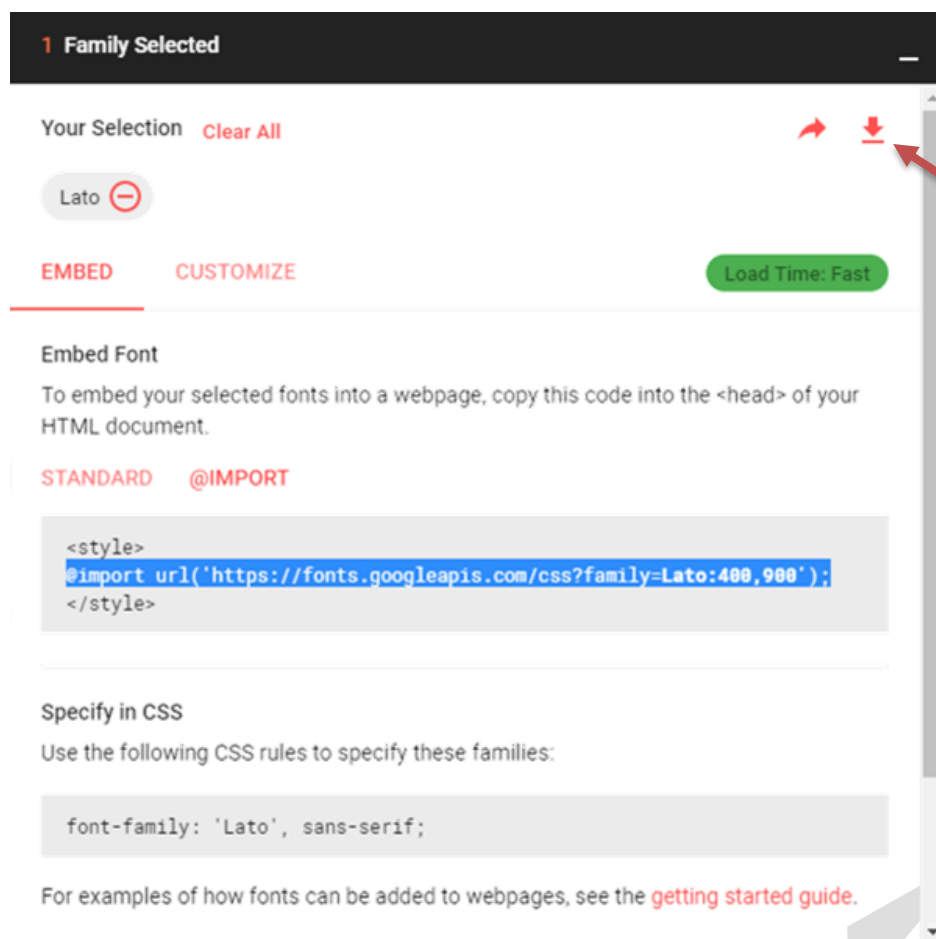 1 Family Selected
Your Selection Clear All
Lato
EMBED CUSTOMIZE Load Time: Fast
Embed Font
To embed your selected fonts into a webpage, copy this code into the <head> of your
HTML document.
STANDARD @IMPORT
<style>
@import url('https://fonts.googleapis.com/css?family=Lato:400,900');
</style>
Specify in CSS
Use the following CSS rules to specify these families:
font-family: 'Lato', sans-serif;
For examples of how fonts can be added to webpages, see the getting started guide.